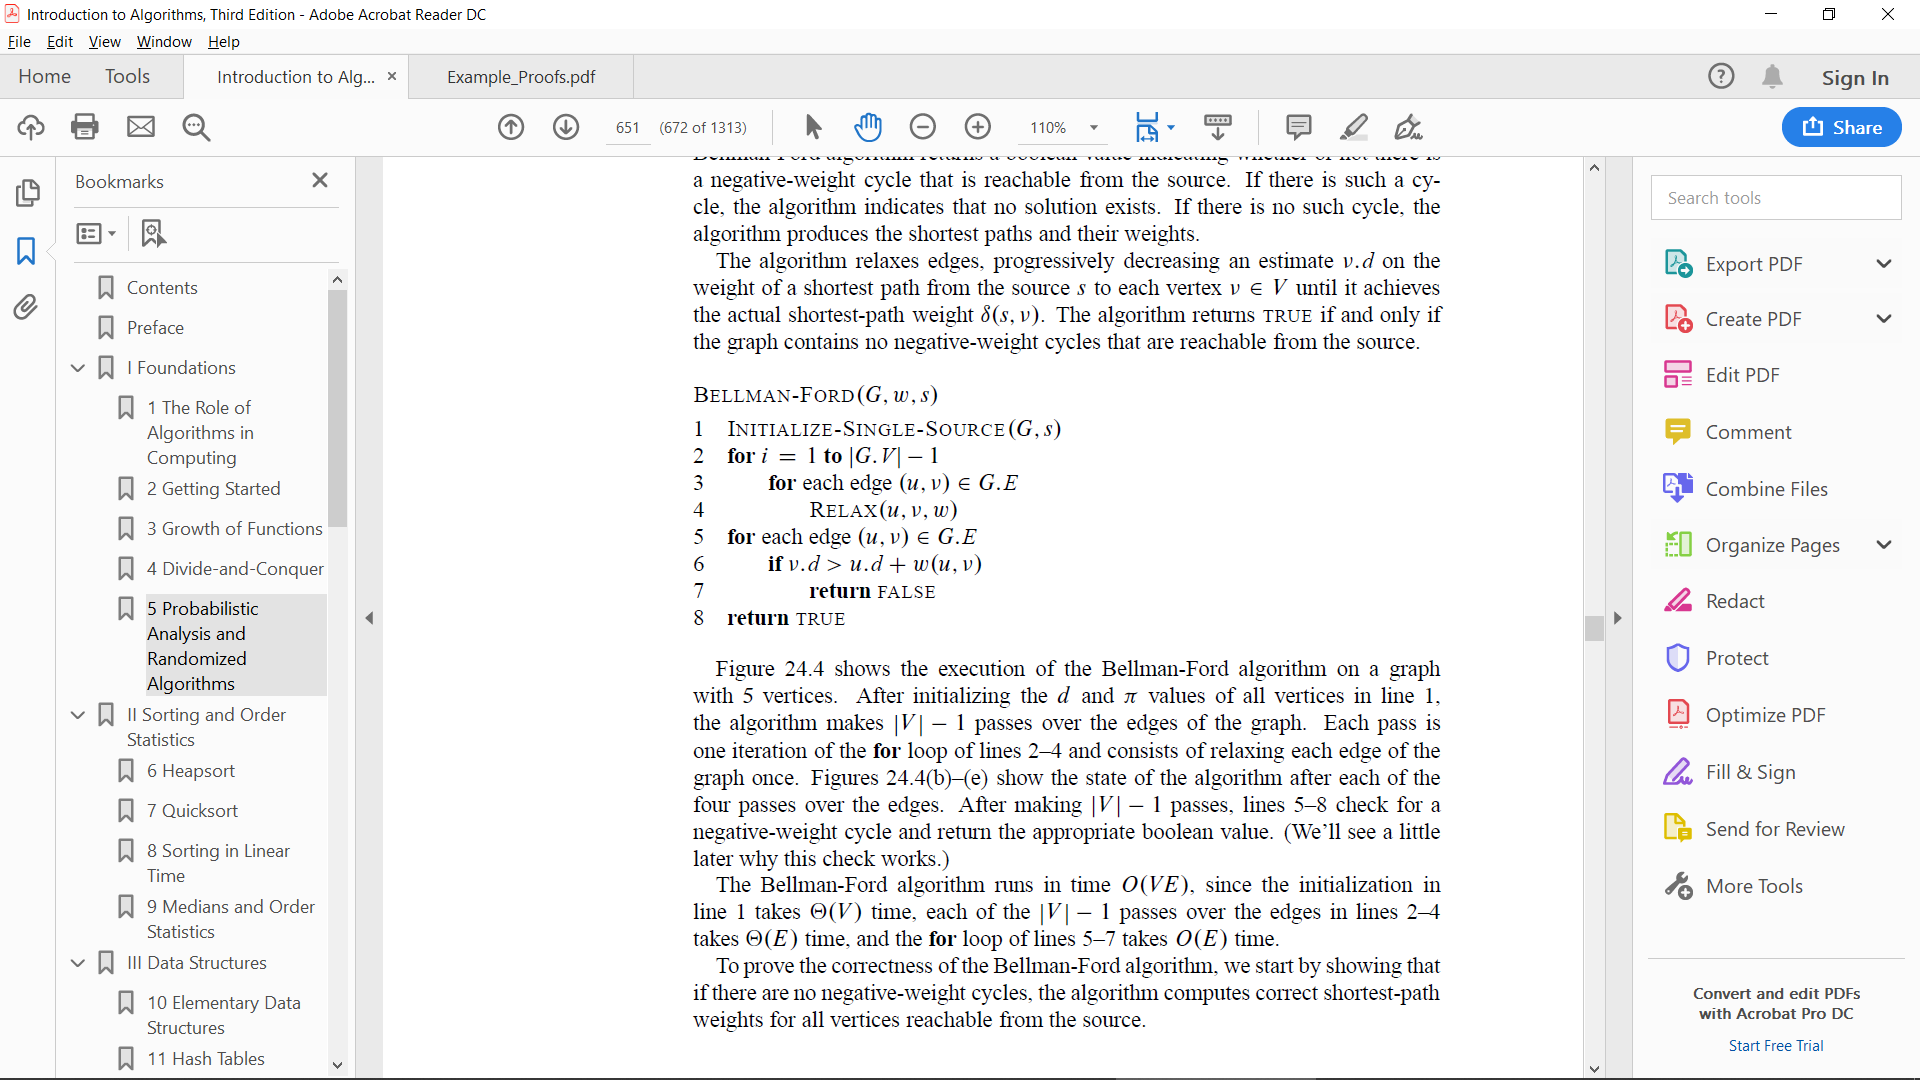 Introduction to Algorithms, Third Edition - Adobe Acrobat Reader DC
File Edit View Window Help
Home Tools Introduction to Alg... × Example_Proofs.pdf Sign In
651 (672 of 1313) 110% Share
Bookmarks
Contents
Preface
I Foundations
1 The Role of
Algorithms in
Computing
2 Getting Started
3 Growth of Functions
4 Divide-and-Conquer
5 Probabilistic
Analysis and
Randomized
Algorithms
II Sorting and Order
Statistics
6 Heapsort
7 Quicksort
8 Sorting in Linear
Time
9 Medians and Order
Statistics
III Data Structures
10 Elementary Data
Structures
11 Hash Tables
Bellman-Ford algorithm returns a boolean value indicating whether or not there is
a negative-weight cycle that is reachable from the source. If there is such a cy-
cle, the algorithm indicates that no solution exists. If there is no such cycle, the
algorithm produces the shortest paths and their weights.
The algorithm relaxes edges, progressively decreasing an estimate v.d on the
weight of a shortest path from the source s to each vertex v ∈ V until it achieves
the actual shortest-path weight δ(s, v). The algorithm returns TRUE if and only if
the graph contains no negative-weight cycles that are reachable from the source.
BELLMAN-FORD(G, w, s)
1 INITIALIZE-SINGLE-SOURCE(G, s)
2 for i = 1 to |G.V| − 1
3 for each edge (u, v) ∈ G.E
4 RELAX(u, v, w)
5 for each edge (u, v) ∈ G.E
6 if v.d > u.d + w(u, v)
7 return FALSE
8 return TRUE
Figure 24.4 shows the execution of the Bellman-Ford algorithm on a graph
with 5 vertices. After initializing the d and π values of all vertices in line 1,
the algorithm makes |V| − 1 passes over the edges of the graph. Each pass is
one iteration of the for loop of lines 2–4 and consists of relaxing each edge of the
graph once. Figures 24.4(b)–(e) show the state of the algorithm after each of the
four passes over the edges. After making |V| − 1 passes, lines 5–8 check for a
negative-weight cycle and return the appropriate boolean value. (We'll see a little
later why this check works.)
The Bellman-Ford algorithm runs in time O(VE), since the initialization in
line 1 takes Θ(V) time, each of the |V| − 1 passes over the edges in lines 2–4
takes Θ(E) time, and the for loop of lines 5–7 takes O(E) time.
To prove the correctness of the Bellman-Ford algorithm, we start by showing that
if there are no negative-weight cycles, the algorithm computes correct shortest-path
weights for all vertices reachable from the source.
Search tools
Export PDF
Create PDF
Edit PDF
Comment
Combine Files
Organize Pages
Redact
Protect
Optimize PDF
Fill & Sign
Send for Review
More Tools
Convert and edit PDFs
with Acrobat Pro DC
Start Free Trial